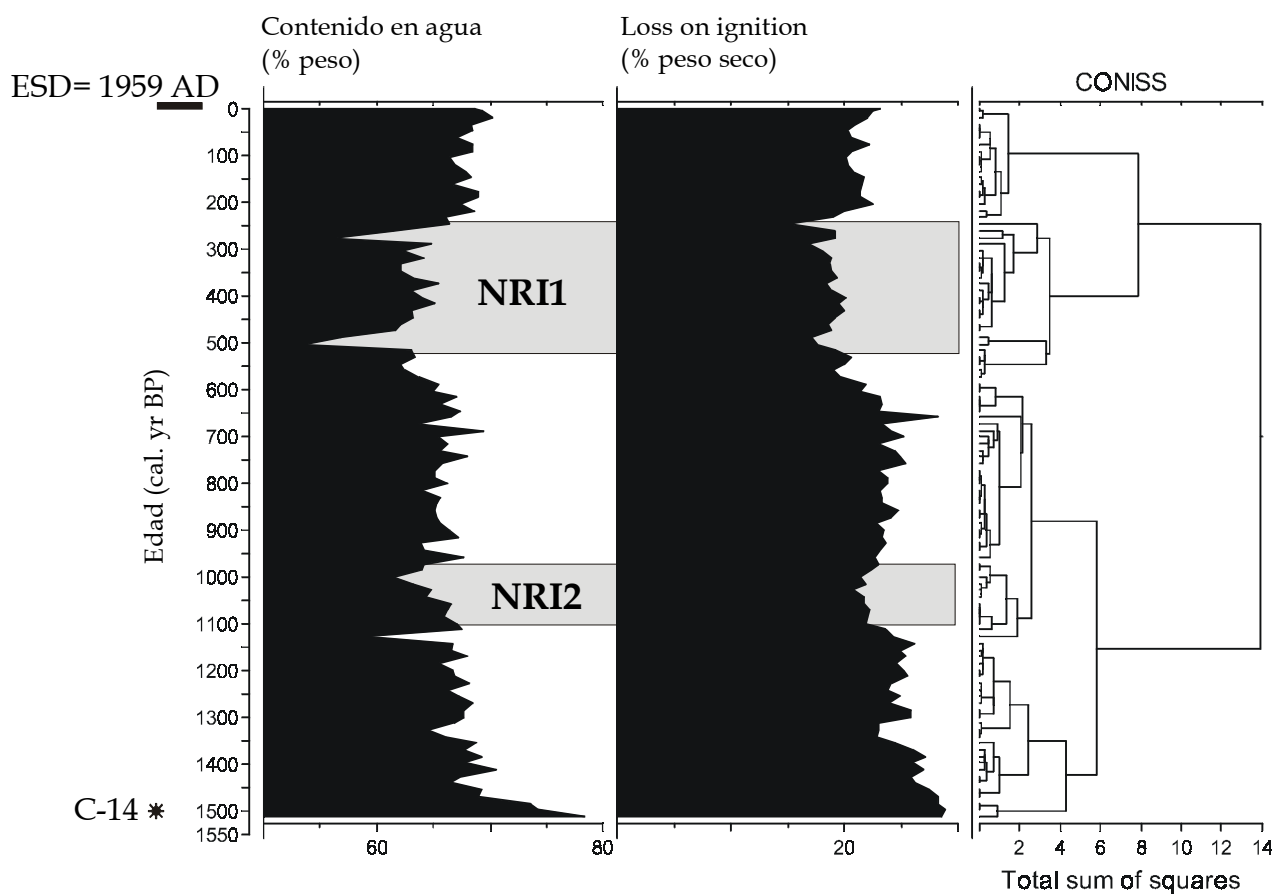 Contenido en agua
(% peso)
Loss on ignition
(% peso seco)
ESD= 1959 AD
CONISS
0
100
200
300
400
500
600
700
800
900
1000
1100
1200
1300
1400
1500
1550
Edad (cal. yr BP)
NRI1
NRI2
C-14 *
60
80
20
2 4 6 8 10 12 14
Total sum of squares